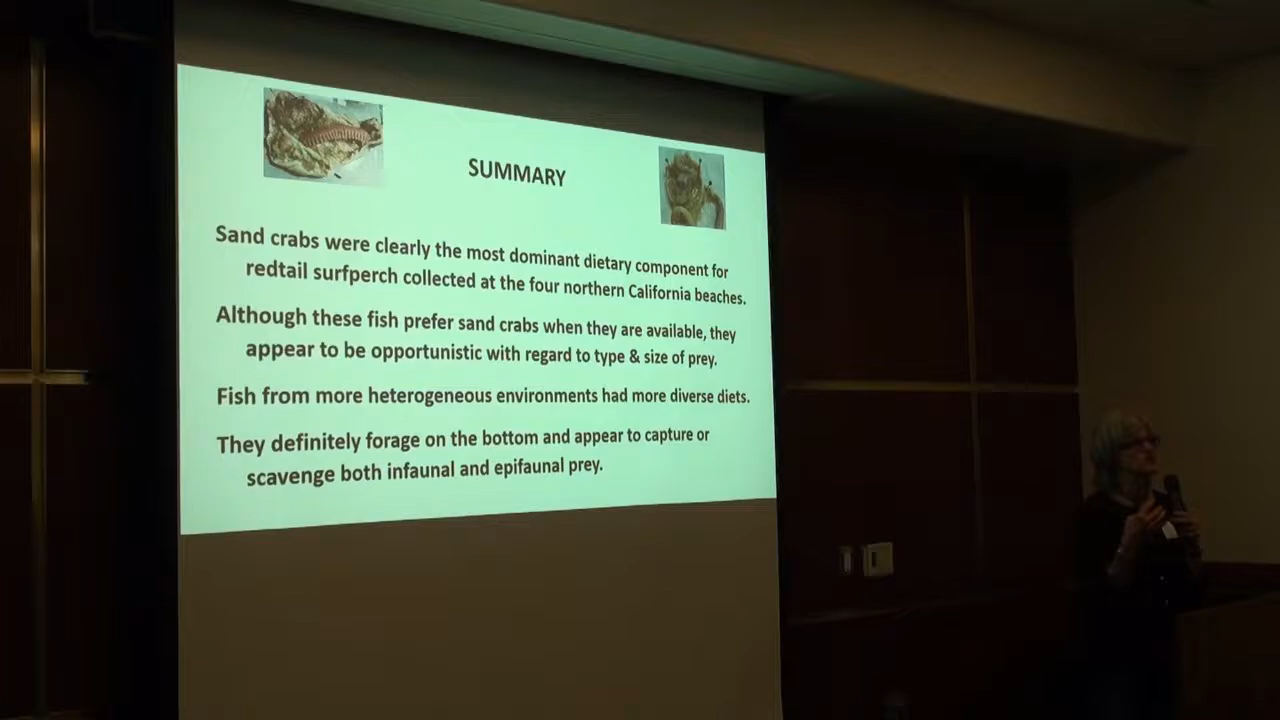 SUMMARY
Sand crabs were clearly the most dominant dietary component for
redtail surfperch collected at the four northern California beaches.
Although these fish prefer sand crabs when they are available, they
appear to be opportunistic with regard to type & size of prey.
Fish from more heterogeneous environments had more diverse diets.
They definitely forage on the bottom and appear to capture or
scavenge both infaunal and epifaunal prey.